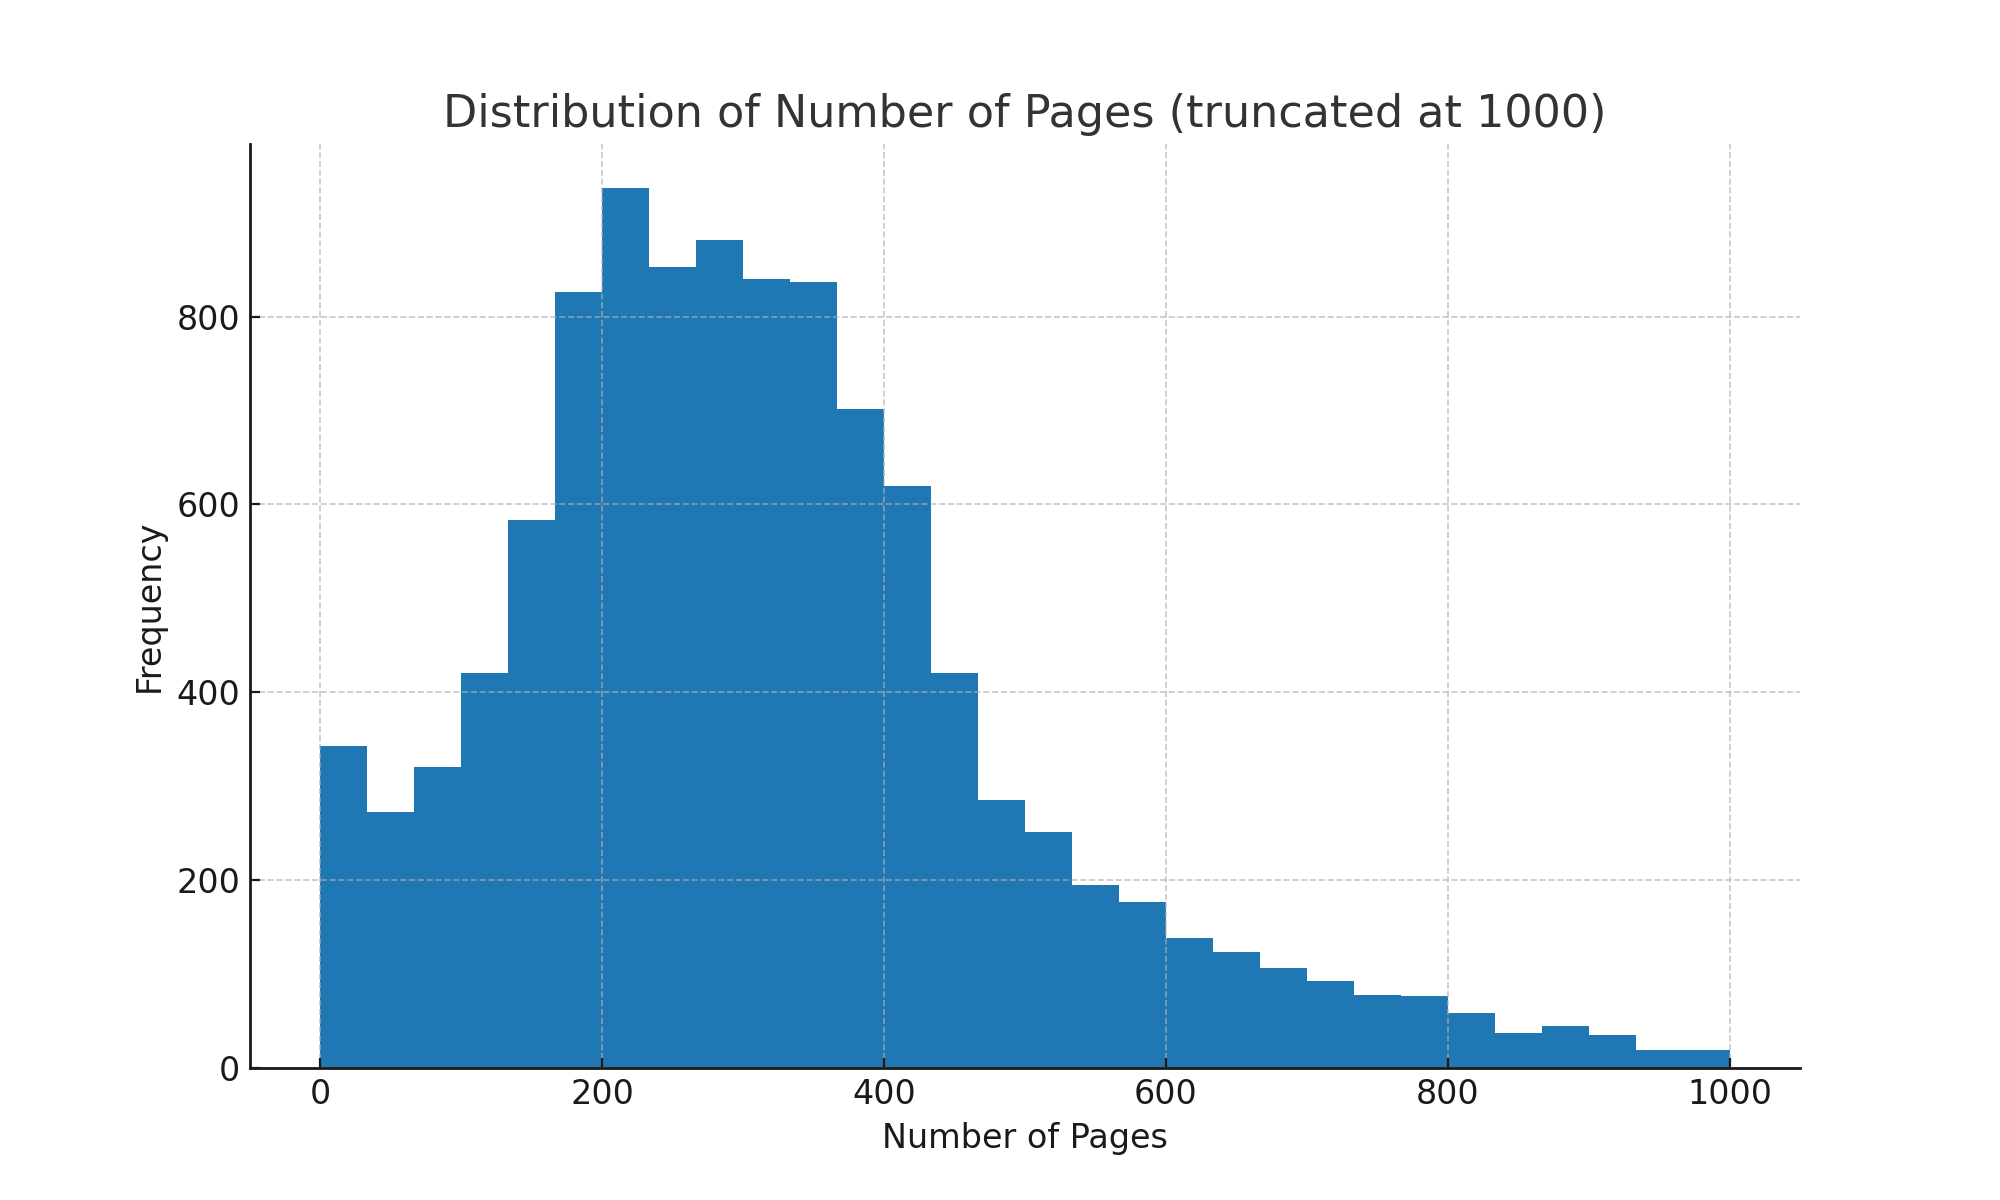 Distribution of Number of Pages (truncated at 1000)
Frequency
800
600
400
200
0
0 200 400 600 800 1000
Number of Pages